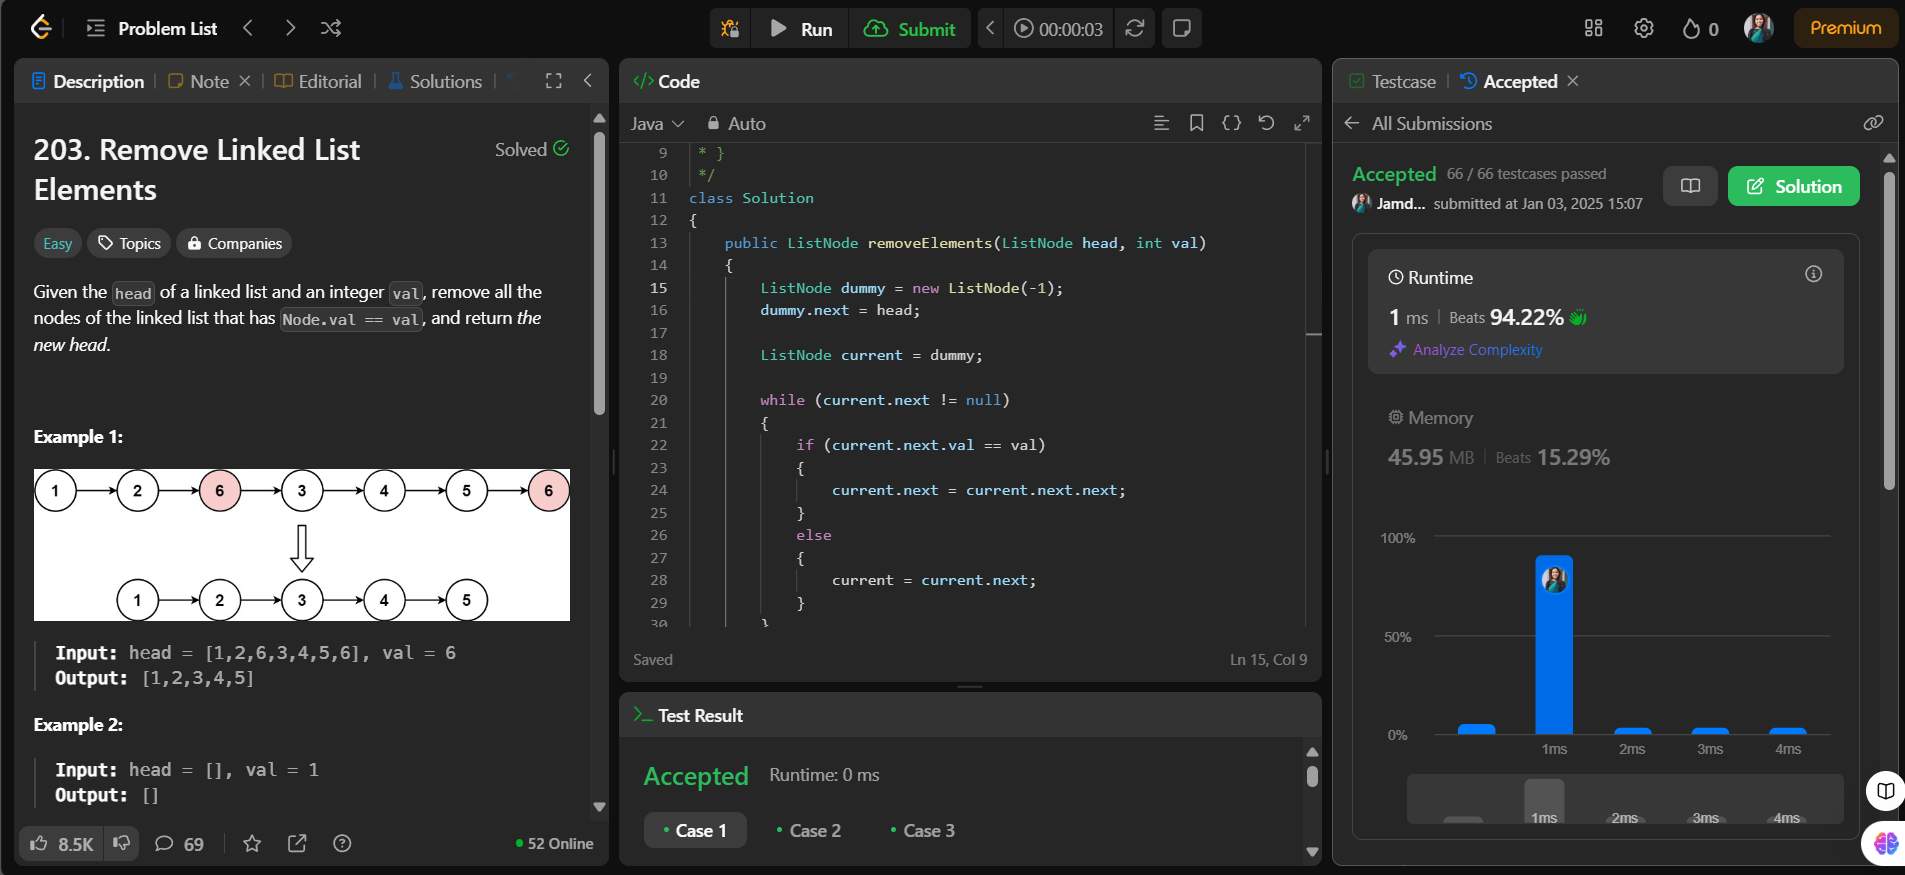 Problem List
Run
Submit
00:00:03
0
Premium
Description
Note
Editorial
Solutions
203. Remove Linked List
Elements
Solved
Easy
Topics
Companies
Given the head of a linked list and an integer val, remove all the
nodes of the linked list that has Node.val == val, and return the
new head.
Example 1:
1 2 6 3 4 5 6
1 2 3 4 5
Input: head = [1,2,6,3,4,5,6], val = 6
Output: [1,2,3,4,5]
Example 2:
Input: head = [], val = 1
Output: []
8.5K
69
52 Online
</> Code
Java
Auto
9 * }
10 */
11 class Solution
12 {
13 public ListNode removeElements(ListNode head, int val)
14 {
15 ListNode dummy = new ListNode(-1);
16 dummy.next = head;
17
18 ListNode current = dummy;
19
20 while (current.next != null)
21 {
22 if (current.next.val == val)
23 {
24 current.next = current.next.next;
25 }
26 else
27 {
28 current = current.next;
29 }
30 }
Saved
Ln 15, Col 9
Test Result
Accepted
Runtime: 0 ms
Case 1
Case 2
Case 3
Testcase
Accepted
All Submissions
Accepted 66 / 66 testcases passed
Jamd... submitted at Jan 03, 2025 15:07
Solution
Runtime
1 ms | Beats 94.22%
Analyze Complexity
Memory
45.95 MB | Beats 15.29%
100%
50%
0%
1ms 2ms 3ms 4ms
1ms 2ms 3ms 4ms